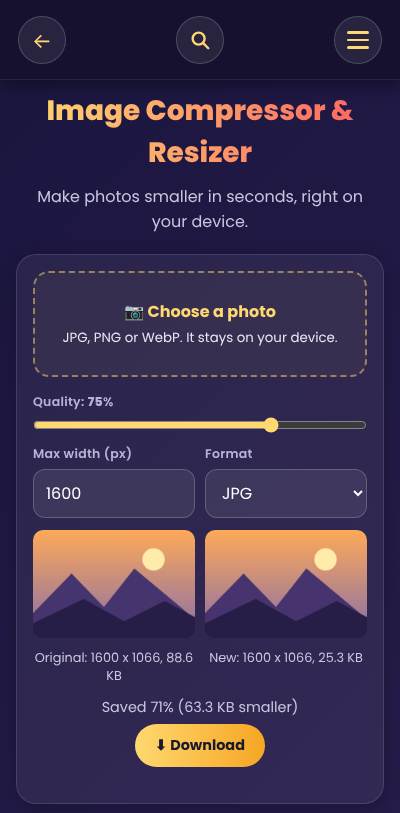 Image Compressor &
Resizer
Make photos smaller in seconds, right on
your device.
📷 Choose a photo
JPG, PNG or WebP. It stays on your device.
Quality: 75%
Max width (px)
Format
1600
JPG
Original: 1600 x 1066, 88.6
KB
New: 1600 x 1066, 25.3 KB
Saved 71% (63.3 KB smaller)
⬇ Download